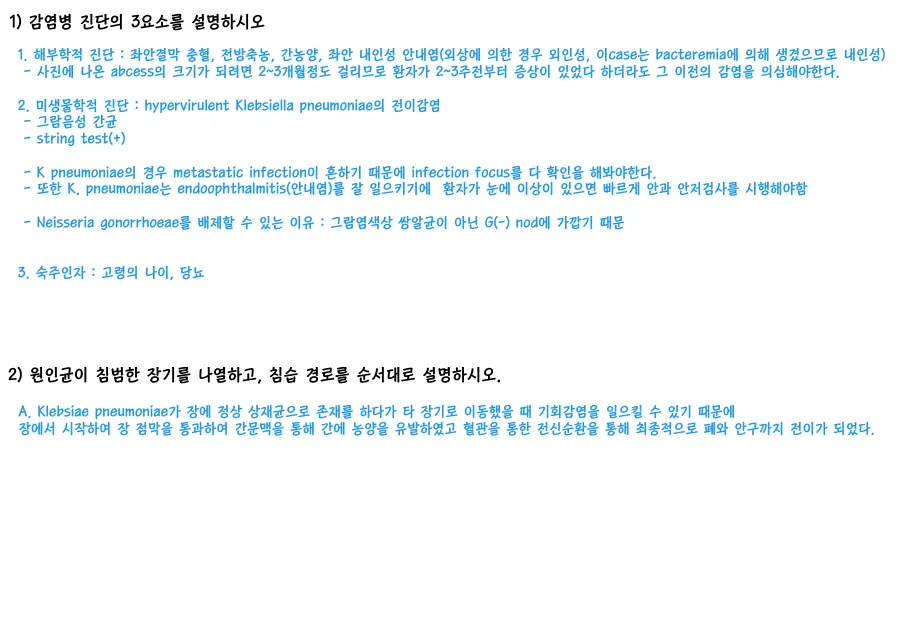 1) 감염병 진단의 3요소를 설명하시오
1. 해부학적 진단 : 좌안결막 충혈, 전방축농, 간농양, 좌안 내인성 안내염(외상에 의한 경우 외인성, 이case는 bacteremia에 의해 생겼으므로 내인성)
- 사진에 나온 abcess의 크기가 되려면 2~3개월정도 걸리므로 환자가 2~3주전부터 증상이 있었다 하더라도 그 이전의 감염을 의심해야한다.
2. 미생물학적 진단 : hypervirulent Klebsiella pneumoniae의 전이감염
- 그람음성 간균
- string test(+)
- K pneumoniae의 경우 metastatic infection이 흔하기 때문에 infection focus를 다 확인을 해봐야한다.
- 또한 K. pneumoniae는 endoophthalmitis(안내염)를 잘 일으키기에 환자가 눈에 이상이 있으면 빠르게 안과 안저검사를 시행해야함
- Neisseria gonorrhoeae를 배제할 수 있는 이유 : 그람염색상 쌍알균이 아닌 G(-) nod에 가깝기 때문
3. 숙주인자 : 고령의 나이, 당뇨
2) 원인균이 침범한 장기를 나열하고, 침습 경로를 순서대로 설명하시오.
A. Klebsiae pneumoniae가 장에 정상 상재균으로 존재를 하다가 타 장기로 이동했을 때 기회감염을 일으킬 수 있기 때문에
장에서 시작하여 장 점막을 통과하여 간문맥을 통해 간에 농양을 유발하였고 혈관을 통한 전신순환을 통해 최종적으로 폐와 안구까지 전이가 되었다.